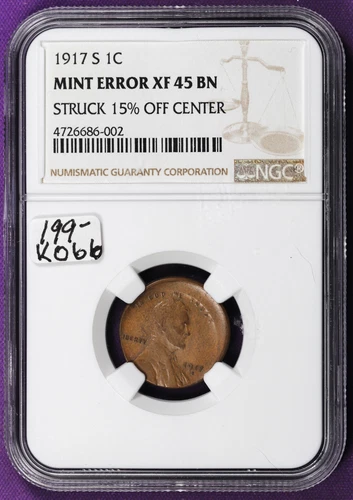 1917 S 1C
MINT ERROR XF 45 BN
STRUCK 15% OFF CENTER
4726686-002
NUMISMATIC GUARANTY CORPORATION
NGC®
199-
K066
LIBERTY
1917
S